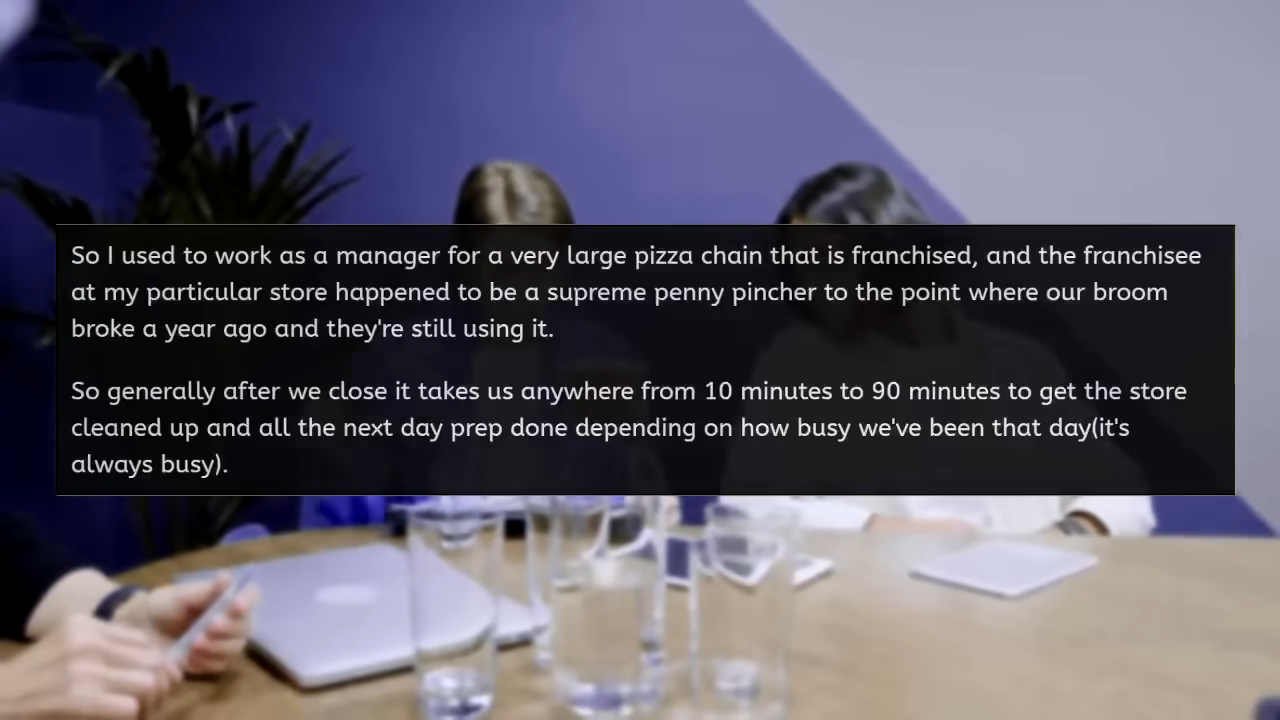 So I used to work as a manager for a very large pizza chain that is franchised, and the franchisee
at my particular store happened to be a supreme penny pincher to the point where our broom
broke a year ago and they're still using it.
So generally after we close it takes us anywhere from 10 minutes to 90 minutes to get the store
cleaned up and all the next day prep done depending on how busy we've been that day(it's
always busy).